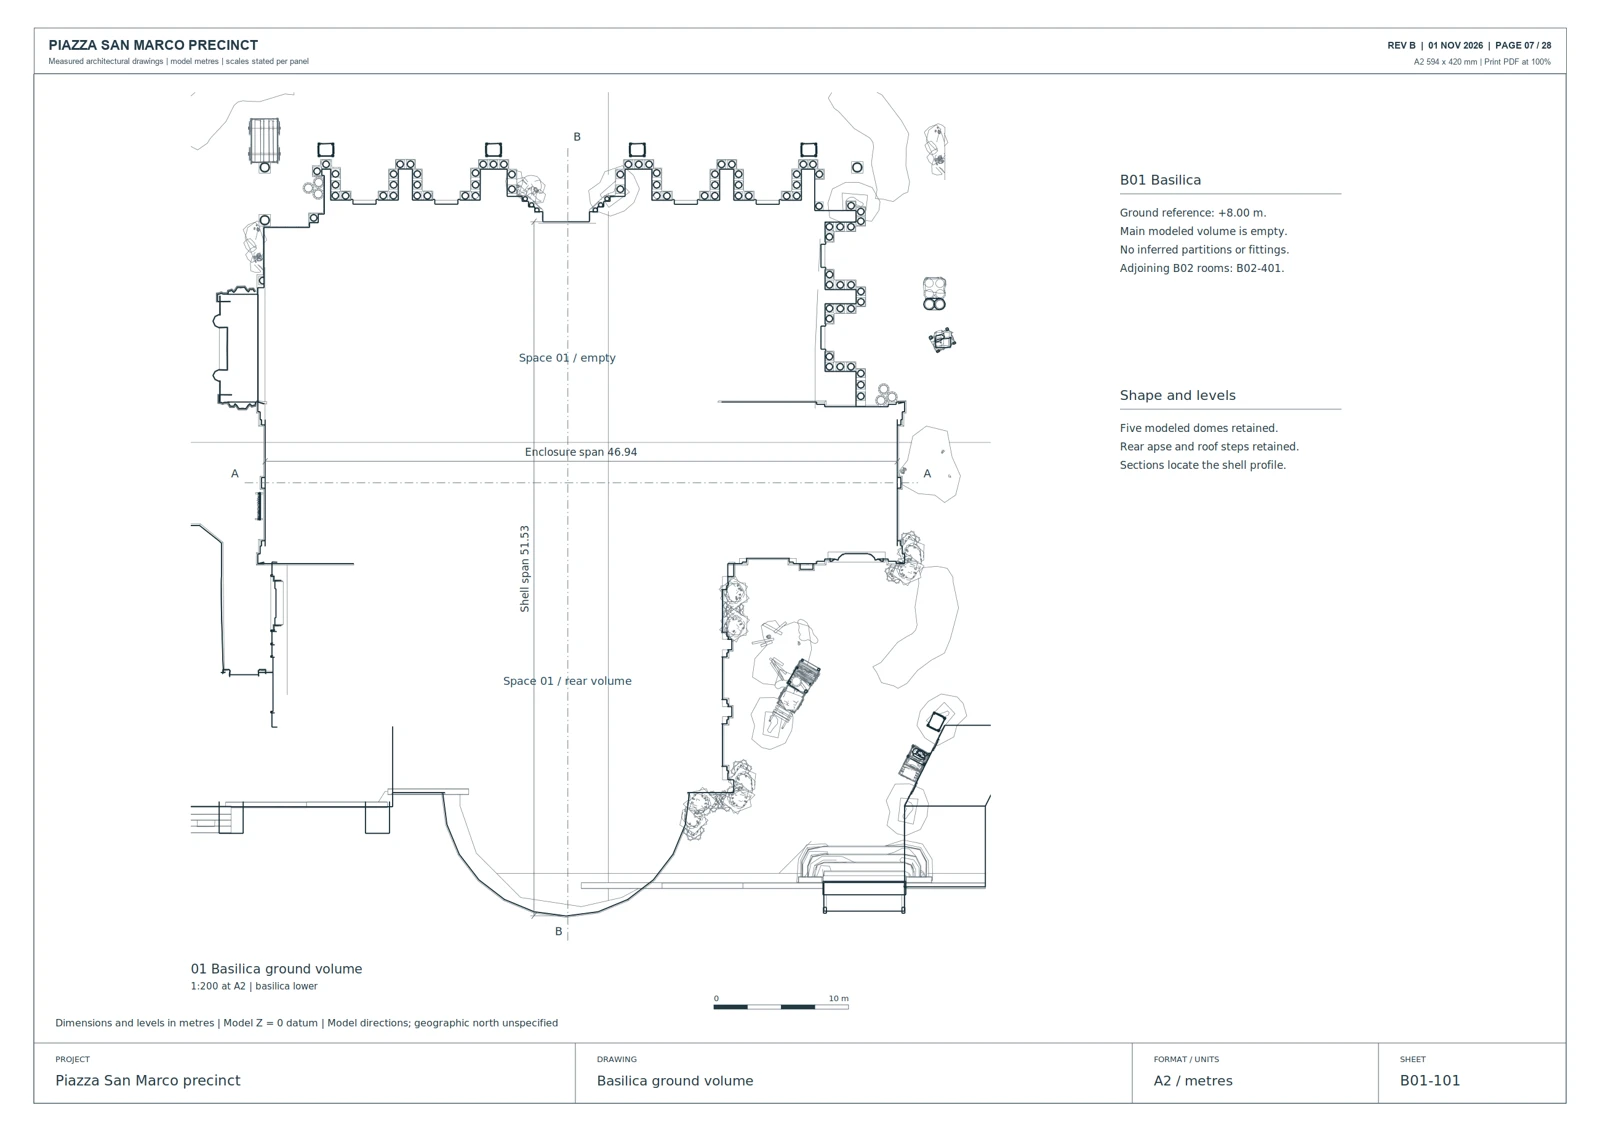 PIAZZA SAN MARCO PRECINCT
Measured architectural drawings | model metres | scales stated per panel
REV B | 01 NOV 2026 | PAGE 07 / 28
A2 594 x 420 mm | Print PDF at 100%
B
B01 Basilica
Ground reference: +8.00 m.
Main modeled volume is empty.
No inferred partitions or fittings.
Adjoining B02 rooms: B02-401.
Space 01 / empty
Shape and levels
Five modeled domes retained.
Rear apse and roof steps retained.
Sections locate the shell profile.
Enclosure span 46.94
A
A
Shell span 51.53
Space 01 / rear volume
B
01 Basilica ground volume
1:200 at A2 | basilica lower
0
10 m
Dimensions and levels in metres | Model Z = 0 datum | Model directions; geographic north unspecified
PROJECT
Piazza San Marco precinct
DRAWING
Basilica ground volume
FORMAT / UNITS
A2 / metres
SHEET
B01-101